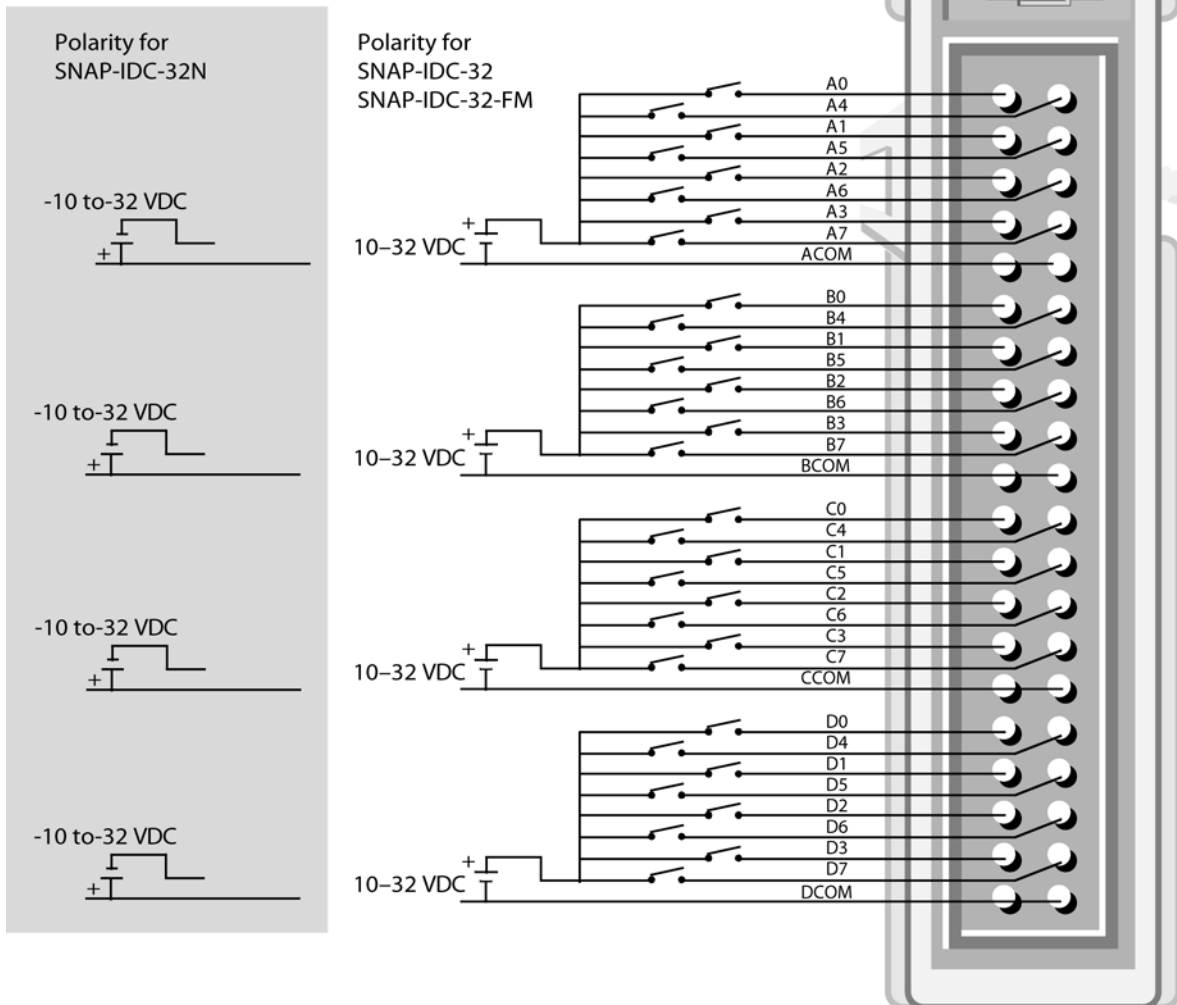 Polarity for
SNAP-IDC-32N
Polarity for
SNAP-IDC-32
SNAP-IDC-32-FM
A0
A4
A1
A5
A2
A6
A3
A7
ACOM
-10 to-32 VDC
+
+
10–32 VDC
B0
B4
B1
B5
B2
B6
B3
B7
BCOM
-10 to-32 VDC
+
+
10–32 VDC
C0
C4
C1
C5
C2
C6
C3
C7
CCOM
-10 to-32 VDC
+
+
10–32 VDC
D0
D4
D1
D5
D2
D6
D3
D7
DCOM
-10 to-32 VDC
+
+
10–32 VDC